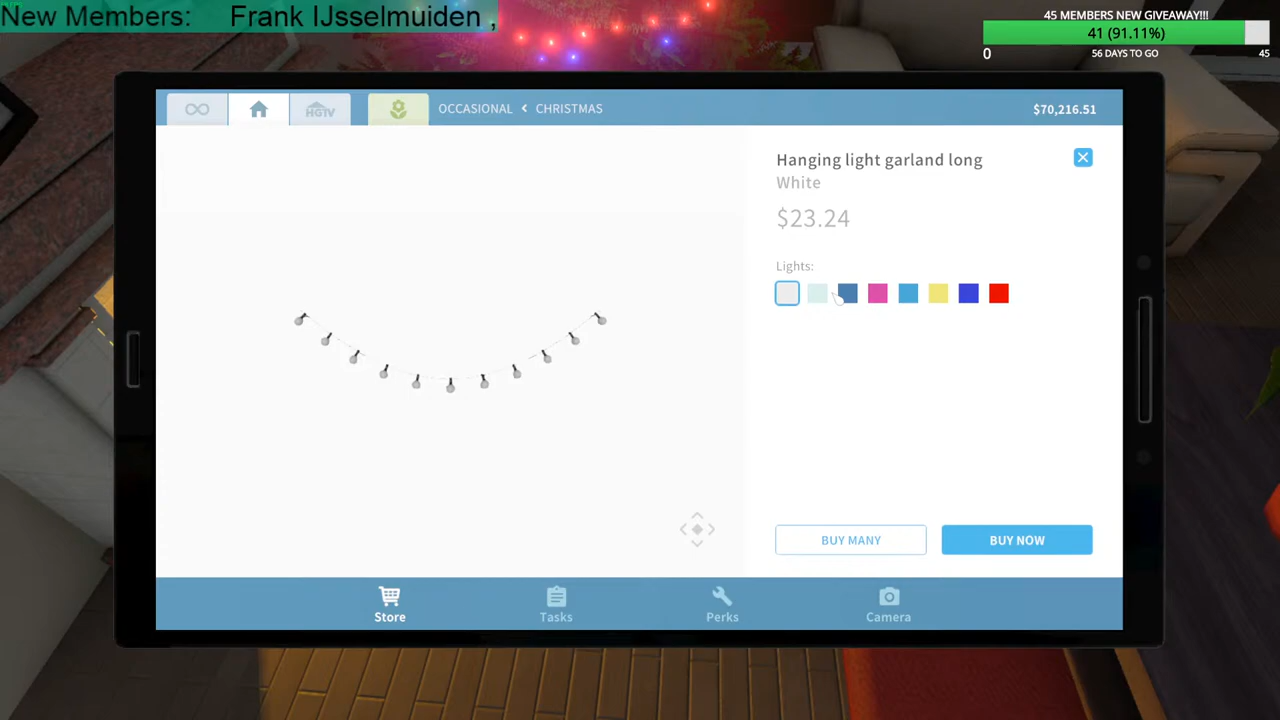 New Members: Frank IJsselmuiden ,
45 MEMBERS NEW GIVEAWAY!!!
41 (91.11%)
0 56 DAYS TO GO 45
HGTV OCCASIONAL < CHRISTMAS $70,216.51
Hanging light garland long
White
$23.24
Lights:
BUY MANY BUY NOW
Store Tasks Perks Camera